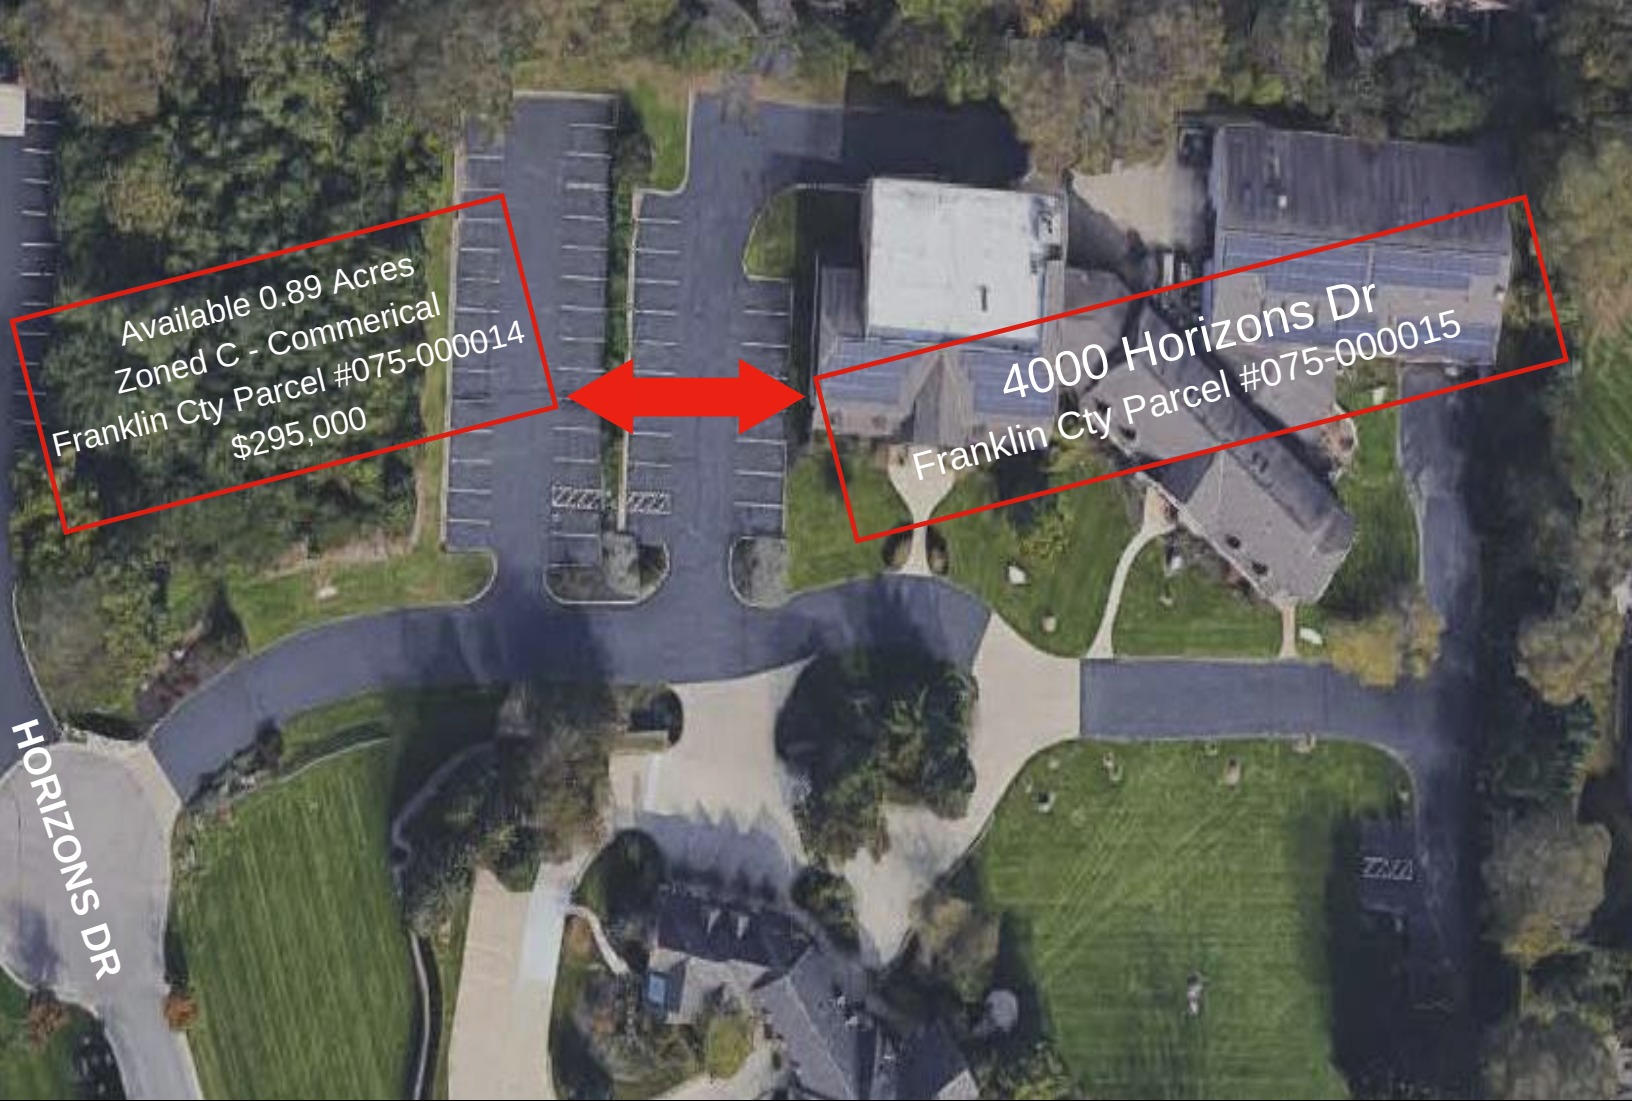 Available 0.89 Acres
Zoned C - Commerical
Franklin Cty Parcel #075-000014
$295,000
4000 Horizons Dr
Franklin Cty Parcel #075-000015
HORIZONS DR